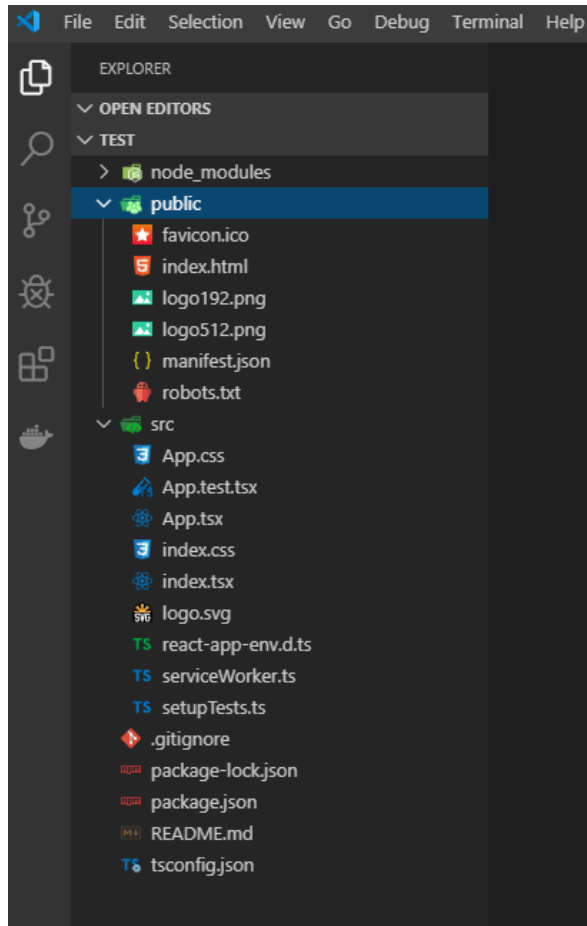 File Edit Selection View Go Debug Terminal Help
EXPLORER
OPEN EDITORS
TEST
node_modules
public
favicon.ico
index.html
logo192.png
logo512.png
manifest.json
robots.txt
src
App.css
App.test.tsx
App.tsx
index.css
index.tsx
logo.svg
react-app-env.d.ts
serviceWorker.ts
setupTests.ts
.gitignore
package-lock.json
package.json
README.md
tsconfig.json